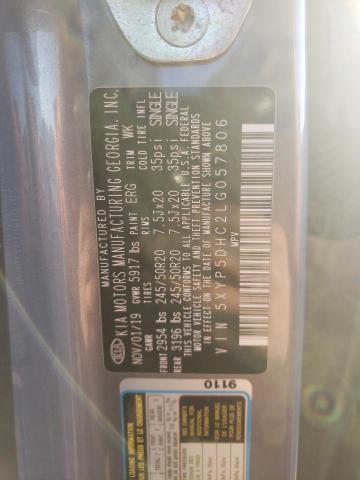 MANUFACTURED BY
KIA KIA MOTORS MANUFACTURING GEORGIA, INC.
NOV/01/19 GVWR 5917 lbs PAINT ERG TRIM WK
GAWR TIRES RIMS COLD TIRE INFL
FRONT 2954 lbs 245/50R20 7.5Jx20 35psi SINGLE
REAR 3196 lbs 245/50R20 7.5Jx20 35psi SINGLE
THIS VEHICLE CONFORMS TO ALL APPLICABLE U.S.A. FEDERAL
MOTOR VEHICLE SAFETY AND THEFT PREVENTION STANDARDS
IN EFFECT ON THE DATE OF MANUFACTURE SHOWN ABOVE
VIN 5XYP5DHC2LG057806
MPV
9110
LOADING INFORMATION